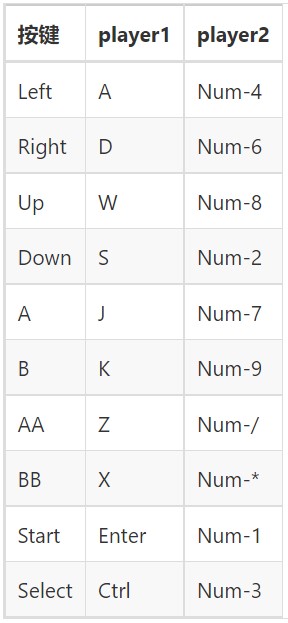 按键 player1 player2
Left A Num-4
Right D Num-6
Up W Num-8
Down S Num-2
A J Num-7
B K Num-9
AA Z Num-/
BB X Num-*
Start Enter Num-1
Select Ctrl Num-3